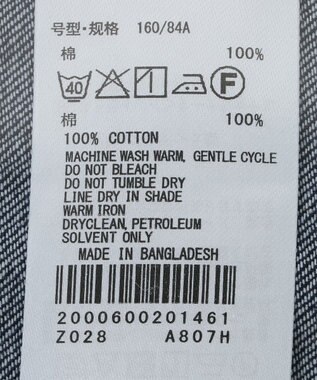 号型·规格 160/84A
棉 100%
40 F
棉 100%
100% COTTON
MACHINE WASH WARM, GENTLE CYCLE
DO NOT BLEACH
DO NOT TUMBLE DRY
LINE DRY IN SHADE
WARM IRON
DRYCLEAN, PETROLEUM
SOLVENT ONLY
MADE IN BANGLADESH
2000600201461
Z028 A807H